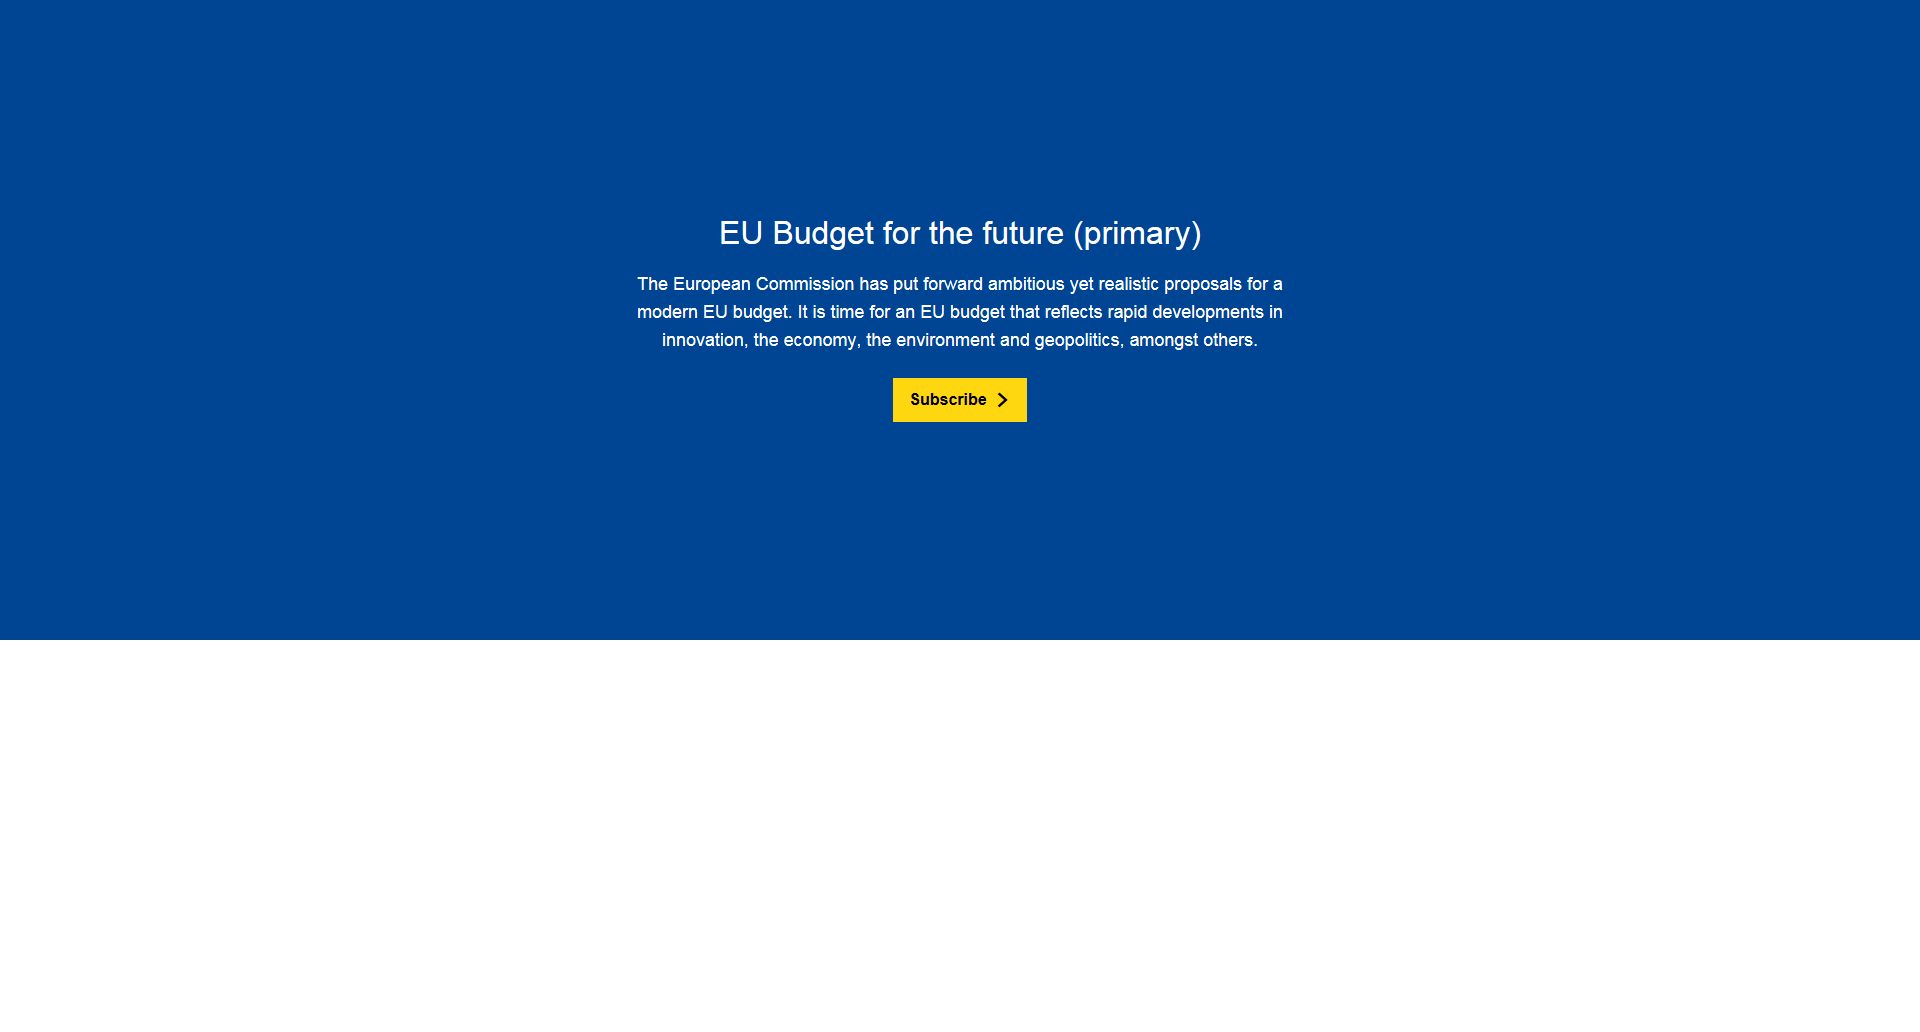 EU Budget for the future (primary)
The European Commission has put forward ambitious yet realistic proposals for a
modern EU budget. It is time for an EU budget that reflects rapid developments in
innovation, the economy, the environment and geopolitics, amongst others.
Subscribe